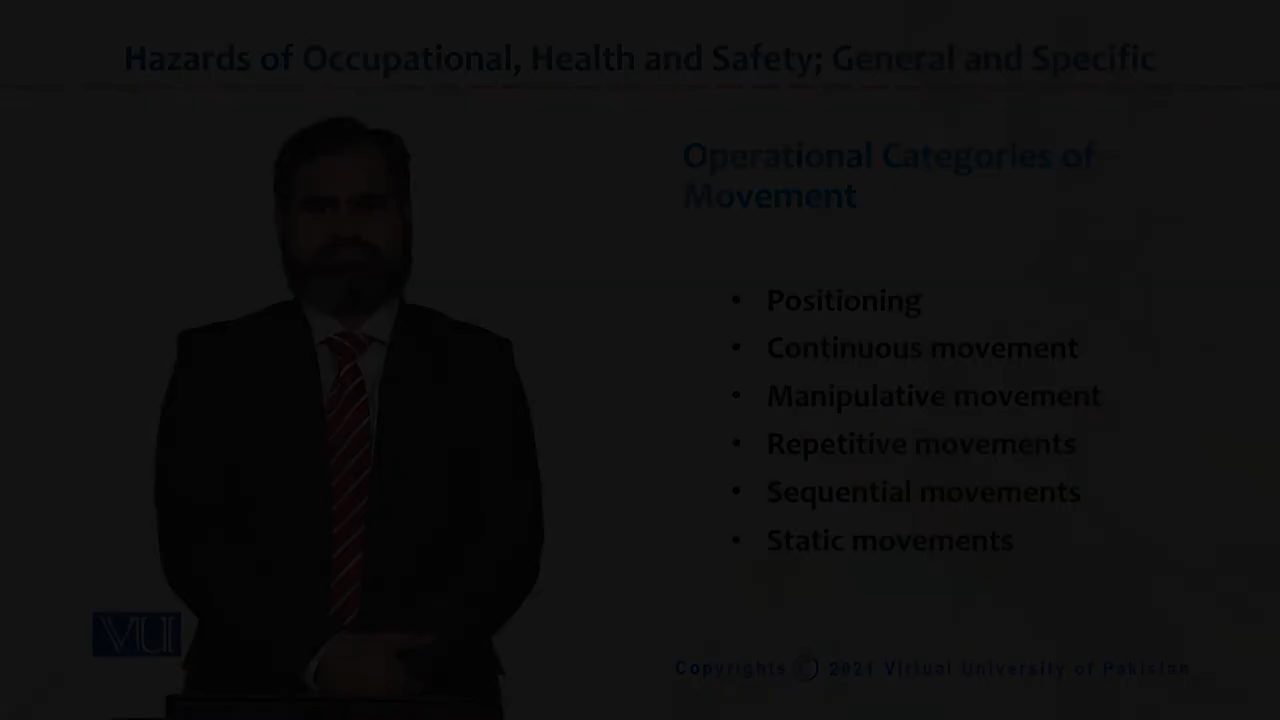 Hazards of Occupational, Health and Safety; General and Specific
Operational Categories of
Movement
• Positioning
• Continuous movement
• Manipulative movement
• Repetitive movements
• Sequential movements
• Static movements
VU
Copyrights © 2021 Virtual University of Pakistan